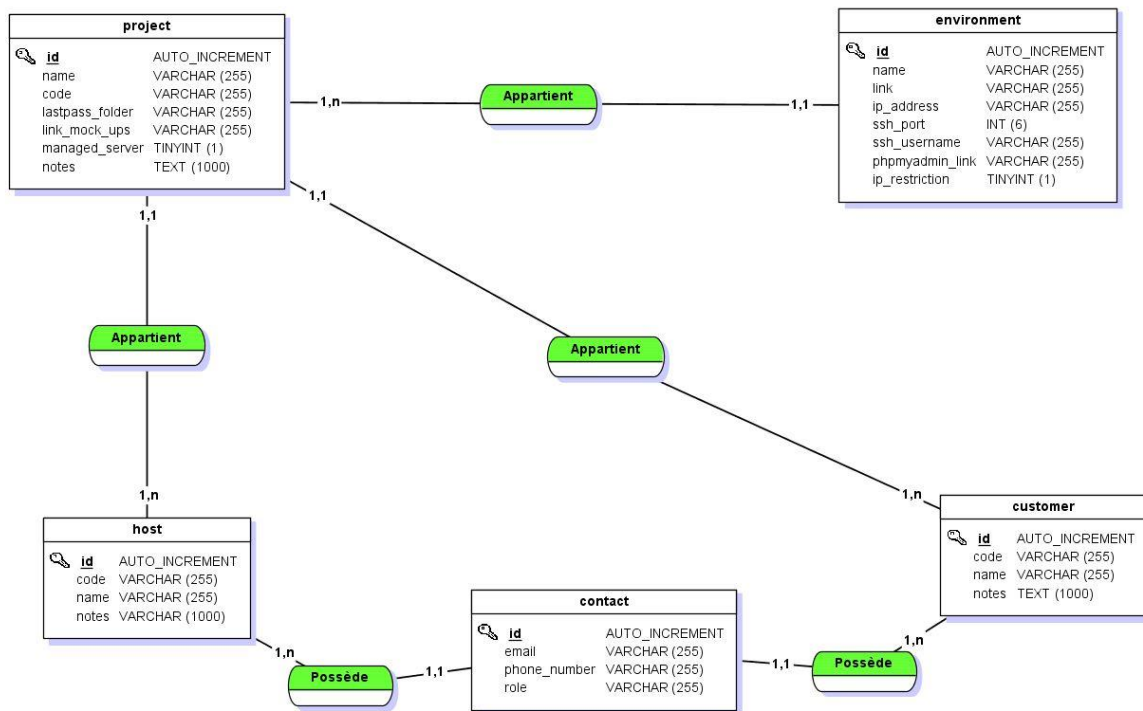 project
id AUTO_INCREMENT
name VARCHAR (255)
code VARCHAR (255)
lastpass_folder VARCHAR (255)
link_mock_ups VARCHAR (255)
managed_server TINYINT (1)
notes TEXT (1000)
environment
id AUTO_INCREMENT
name VARCHAR (255)
link VARCHAR (255)
ip_address VARCHAR (255)
ssh_port INT (6)
ssh_username VARCHAR (255)
phpmyadmin_link VARCHAR (255)
ip_restriction TINYINT (1)
1,n
Appartient
1,1
1,1
1,1
Appartient
Appartient
1,n
1,n
host
id AUTO_INCREMENT
code VARCHAR (255)
name VARCHAR (255)
notes VARCHAR (1000)
customer
id AUTO_INCREMENT
code VARCHAR (255)
name VARCHAR (255)
notes TEXT (1000)
contact
id AUTO_INCREMENT
email VARCHAR (255)
phone_number VARCHAR (255)
role VARCHAR (255)
1,n
Possède
1,1
1,1
Possède
1,n